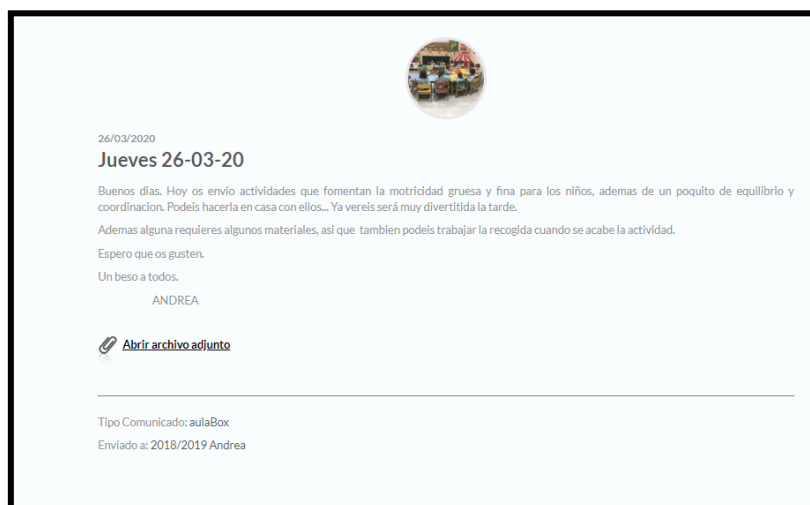 26/03/2020
Jueves 26-03-20
Buenos dias. Hoy os envio actividades que fomentan la motricidad gruesa y fina para los niños, ademas de un poquito de equilibrio y
coordinacion. Podeis hacerla en casa con ellos... Ya vereis será muy divertitida la tarde.
Ademas alguna requieres algunos materiales, asi que tambien podeis trabajar la recogida cuando se acabe la actividad.
Espero que os gusten.
Un beso a todos.
ANDREA
Abrir archivo adjunto
Tipo Comunicado: aulaBox
Enviado a: 2018/2019 Andrea